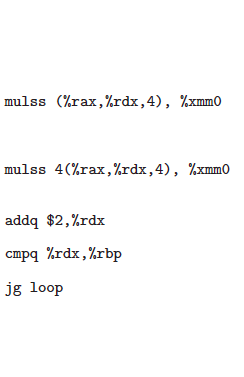 mulss (%rax,%rdx,4), %xmm0
mulss 4(%rax,%rdx,4), %xmm0
addq $2,%rdx
cmpq %rdx,%rbp
jg loop